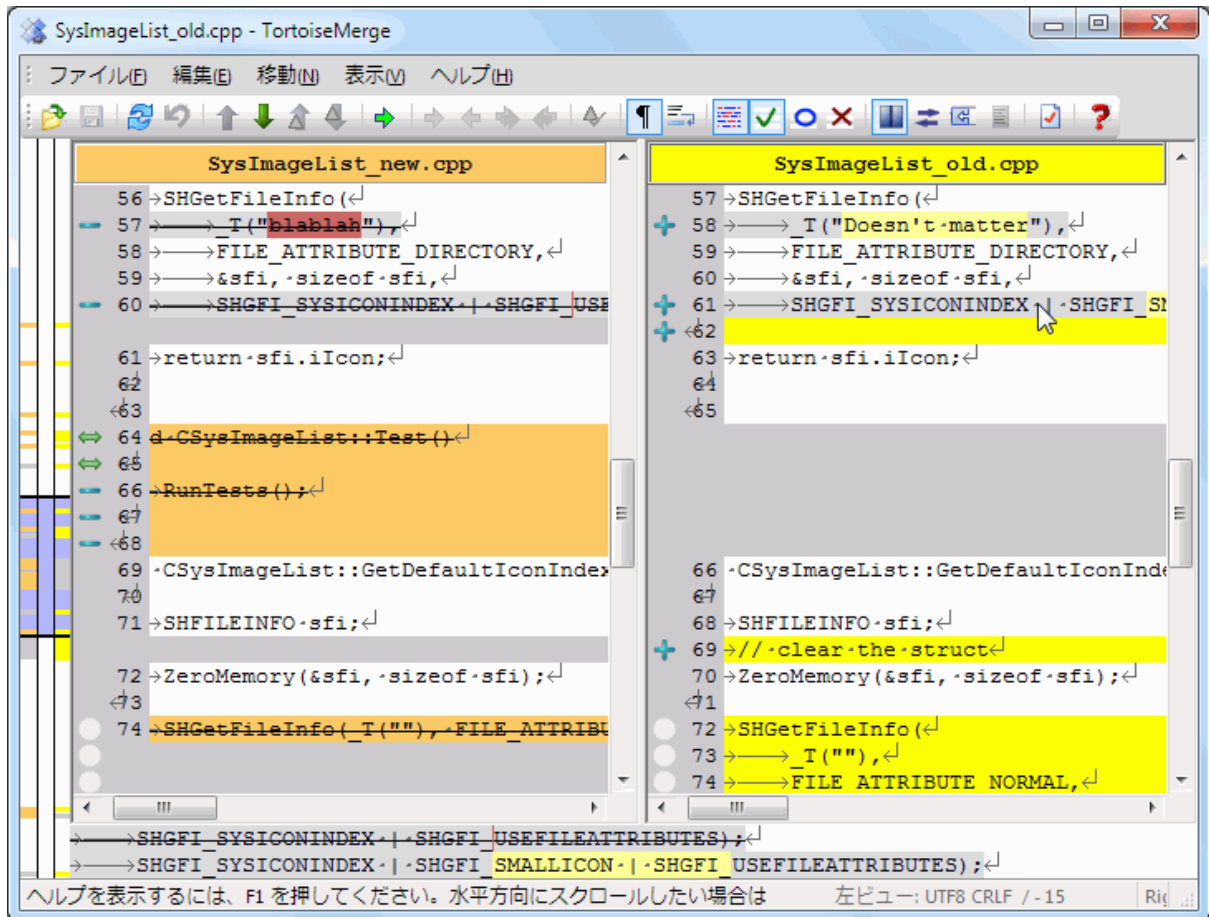 SysImageList_old.cpp - TortoiseMerge
ファイル(F) 編集(E) 移動(N) 表示(V) ヘルプ(H)
SysImageList_new.cpp
56 →SHGetFileInfo(↵
57 →→_T("blablah"),↵
58 →→FILE_ATTRIBUTE_DIRECTORY,↵
59 →→&sfi,·sizeof·sfi,↵
60 →→SHGFI_SYSICONINDEX·|·SHGFI_USE
61 →return·sfi.iIcon;↵
62
63
64 d·CSysImageList::Test()↵
65
66 →RunTests();↵
67
68
69 ·CSysImageList::GetDefaultIconIndex
70
71 →SHFILEINFO·sfi;↵
72 →ZeroMemory(&sfi,·sizeof·sfi);↵
73
74 →SHGetFileInfo(_T(""),·FILE_ATTRIBU
SysImageList_old.cpp
57 →SHGetFileInfo(↵
58 →→_T("Doesn't·matter"),↵
59 →→FILE_ATTRIBUTE_DIRECTORY,↵
60 →→&sfi,·sizeof·sfi,↵
61 →→SHGFI_SYSICONINDEX·|·SHGFI_SM
62
63 →return·sfi.iIcon;↵
64
65
66 ·CSysImageList::GetDefaultIconInde
67
68 →SHFILEINFO·sfi;↵
69 →//·clear·the·struct↵
70 →ZeroMemory(&sfi,·sizeof·sfi);↵
71
72 →SHGetFileInfo(↵
73 →→_T(""),↵
74 →→FILE_ATTRIBUTE_NORMAL,↵
→→SHGFI_SYSICONINDEX·|·SHGFI_USEFILEATTRIBUTES);↵
→→SHGFI_SYSICONINDEX·|·SHGFI_SMALLICON·|·SHGFI_USEFILEATTRIBUTES);↵
ヘルプを表示するには、F1 を押してください。水平方向にスクロールしたい場合は 左ビュー: UTF8 CRLF / -15 Rig